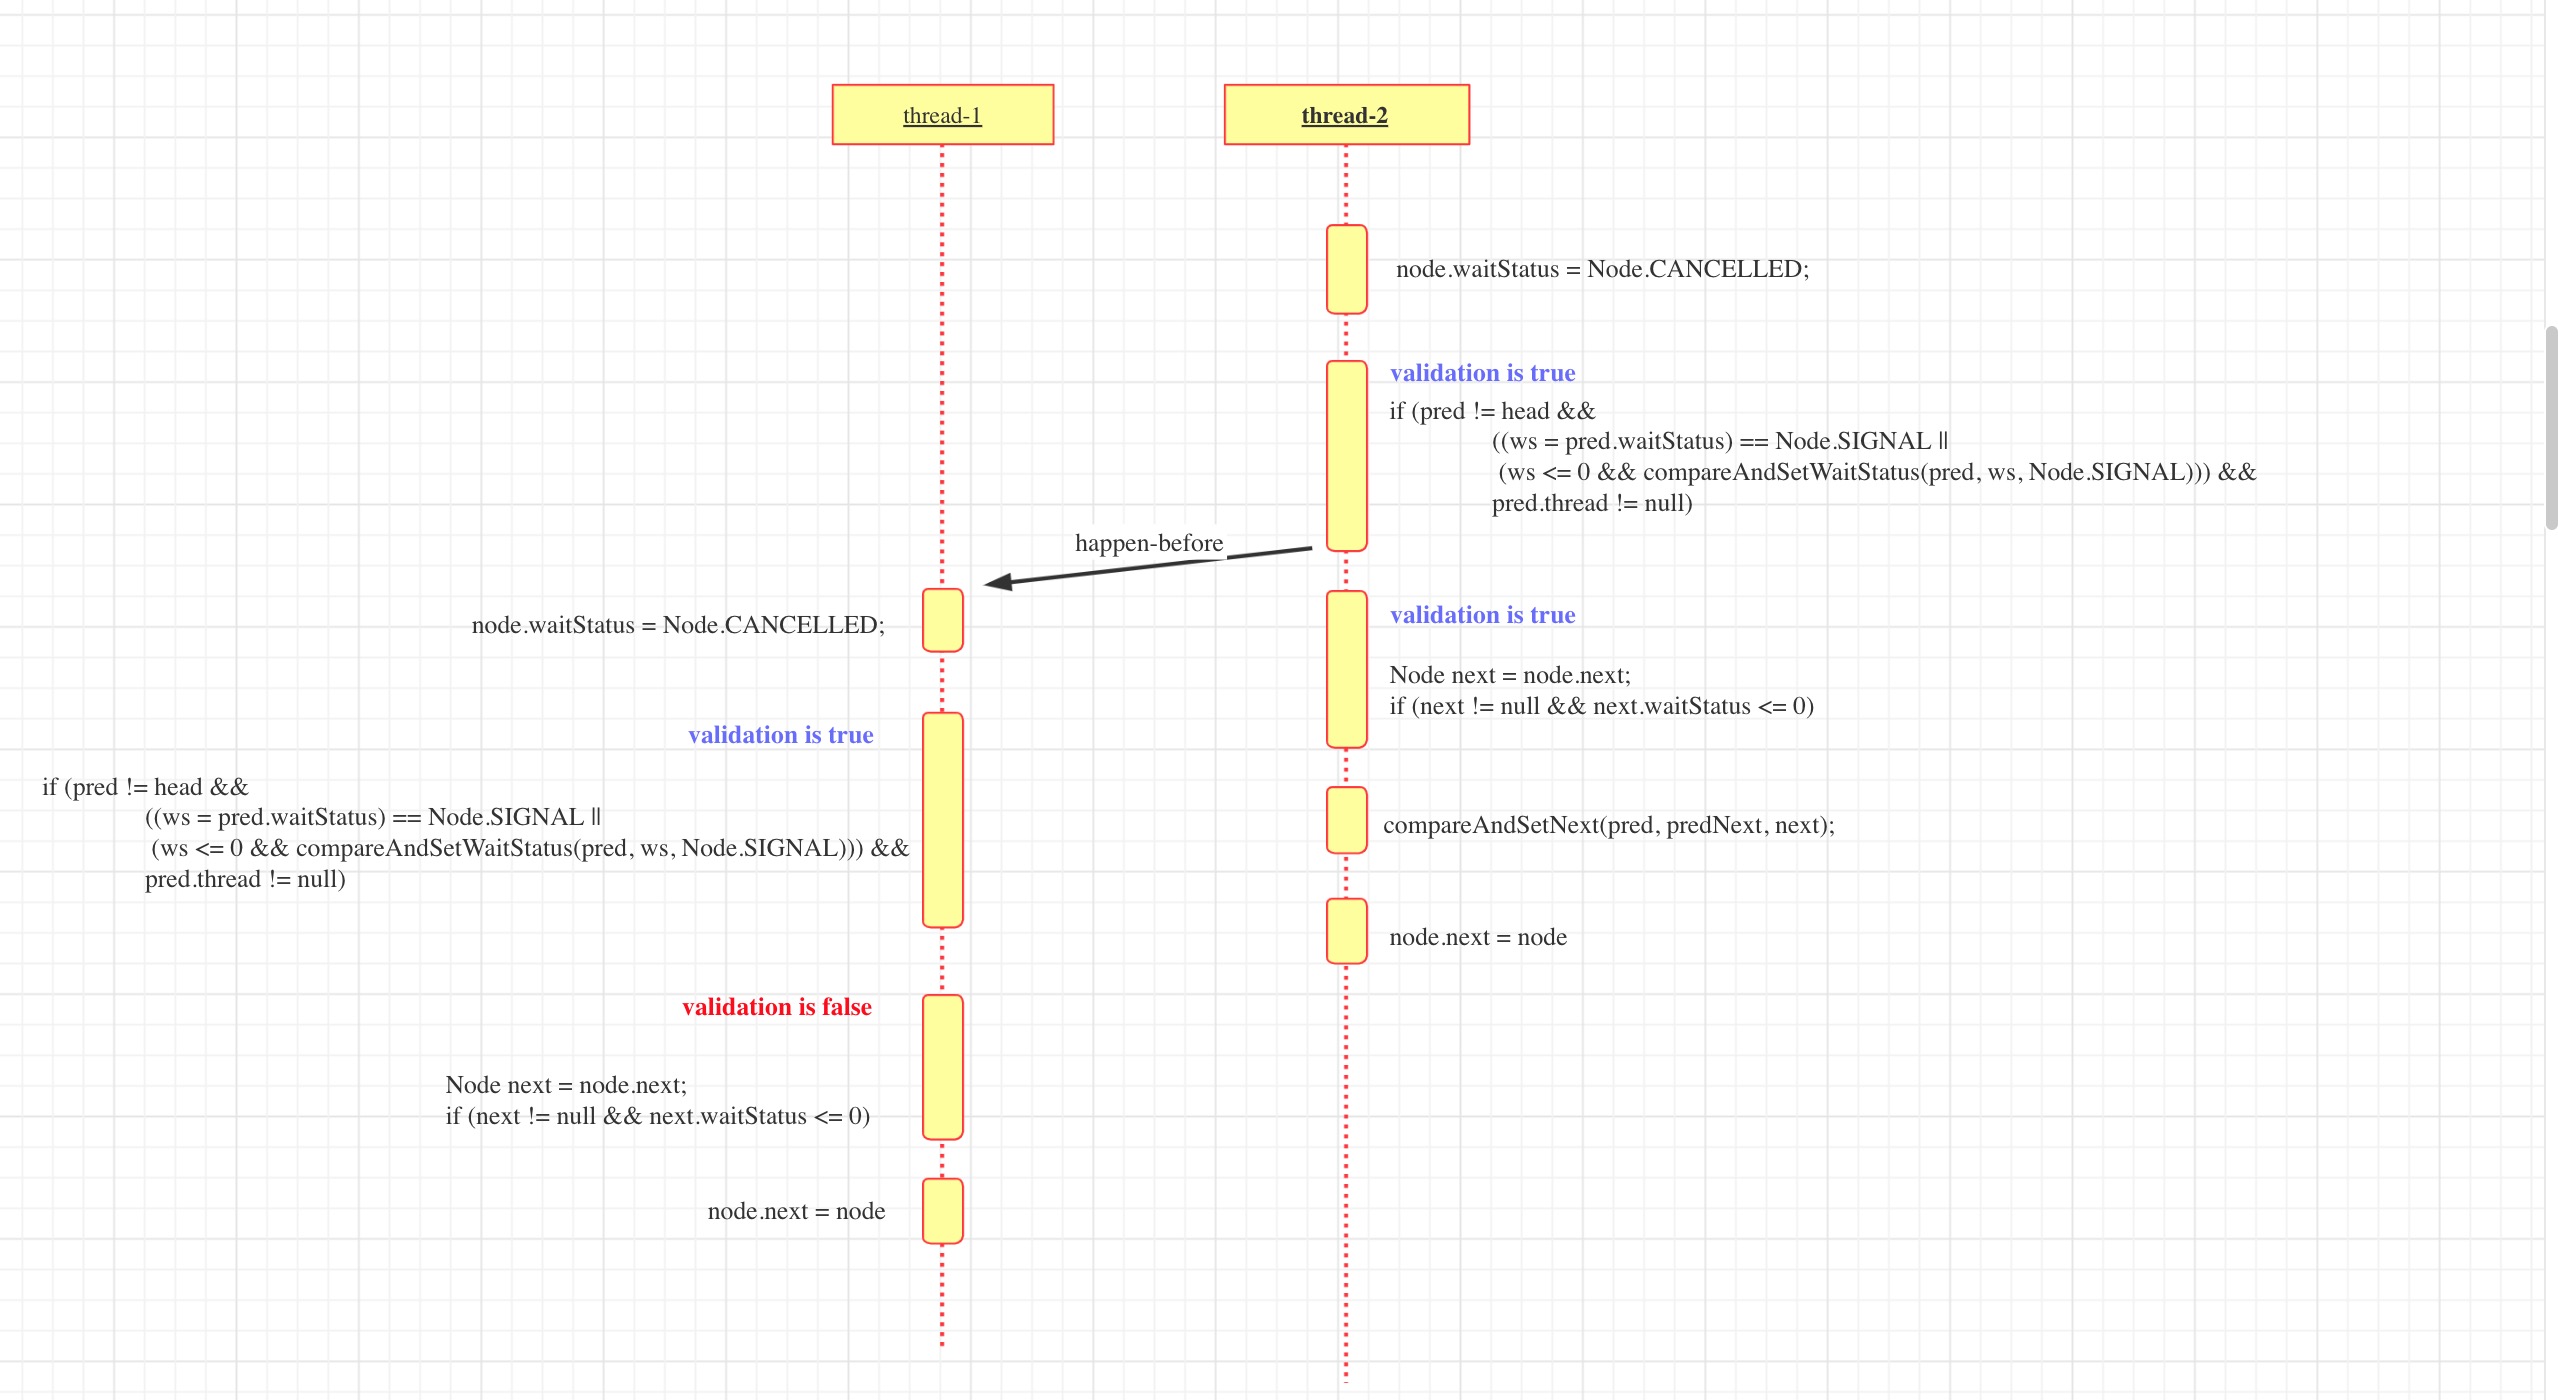 thread-1
thread-2
node.waitStatus = Node.CANCELLED;
validation is true
if (pred != head &&
((ws = pred.waitStatus) == Node.SIGNAL ||
(ws <= 0 && compareAndSetWaitStatus(pred, ws, Node.SIGNAL))) &&
pred.thread != null)
happen-before
node.waitStatus = Node.CANCELLED;
validation is true
Node next = node.next;
if (next != null && next.waitStatus <= 0)
validation is true
if (pred != head &&
((ws = pred.waitStatus) == Node.SIGNAL ||
(ws <= 0 && compareAndSetWaitStatus(pred, ws, Node.SIGNAL))) &&
pred.thread != null)
compareAndSetNext(pred, predNext, next);
node.next = node
validation is false
Node next = node.next;
if (next != null && next.waitStatus <= 0)
node.next = node